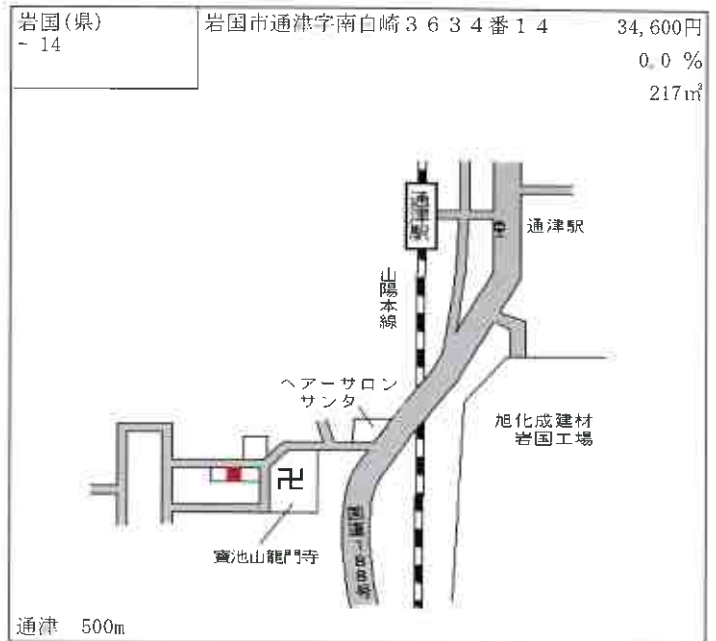 岩国(県)
- 14
岩国市通津字南白崎3634番14
34,600円
0.0 %
217㎡
通津駅
通津駅
山陽本線
ヘアーサロン
サンタ
旭化成建材
岩国工場
卍
寶池山龍門寺
国道188号
通津 500m